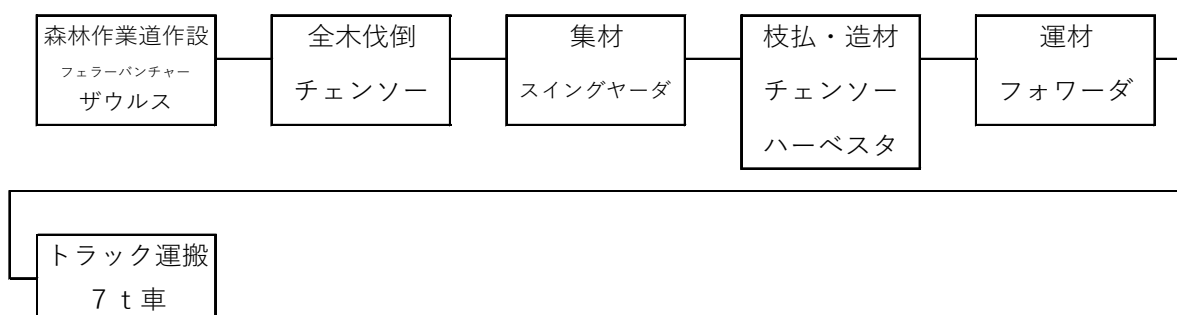 森林作業道作設
フェラーバンチャー
ザウルス
全木伐倒
チェンソー
集材
スイングヤーダ
枝払・造材
チェンソー
ハーベスタ
運材
フォワーダ
トラック運搬
７ｔ車